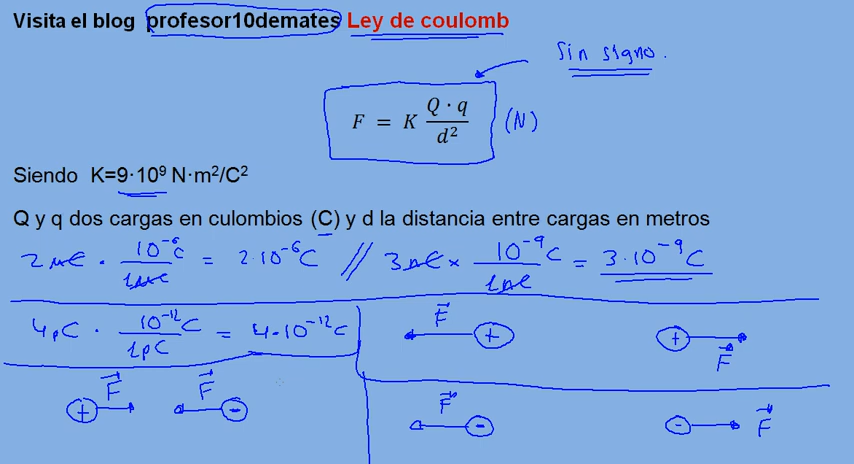 Visita el blog profesor10demates Ley de coulomb
Sin signo.
F = K Q · q / d² (N)
Siendo K=9·10⁹ N·m²/C²
Q y q dos cargas en culombios (C) y d la distancia entre cargas en metros
2 μC · 10⁻⁶C / 1μC = 2·10⁻⁶C // 3nC x 10⁻⁹C / 1nC = 3·10⁻⁹C
4pC · 10⁻¹²C / 1pC = 4·10⁻¹²C
F⃗ + + F⃗
+ F⃗ F⃗ -
F⃗ - - F⃗